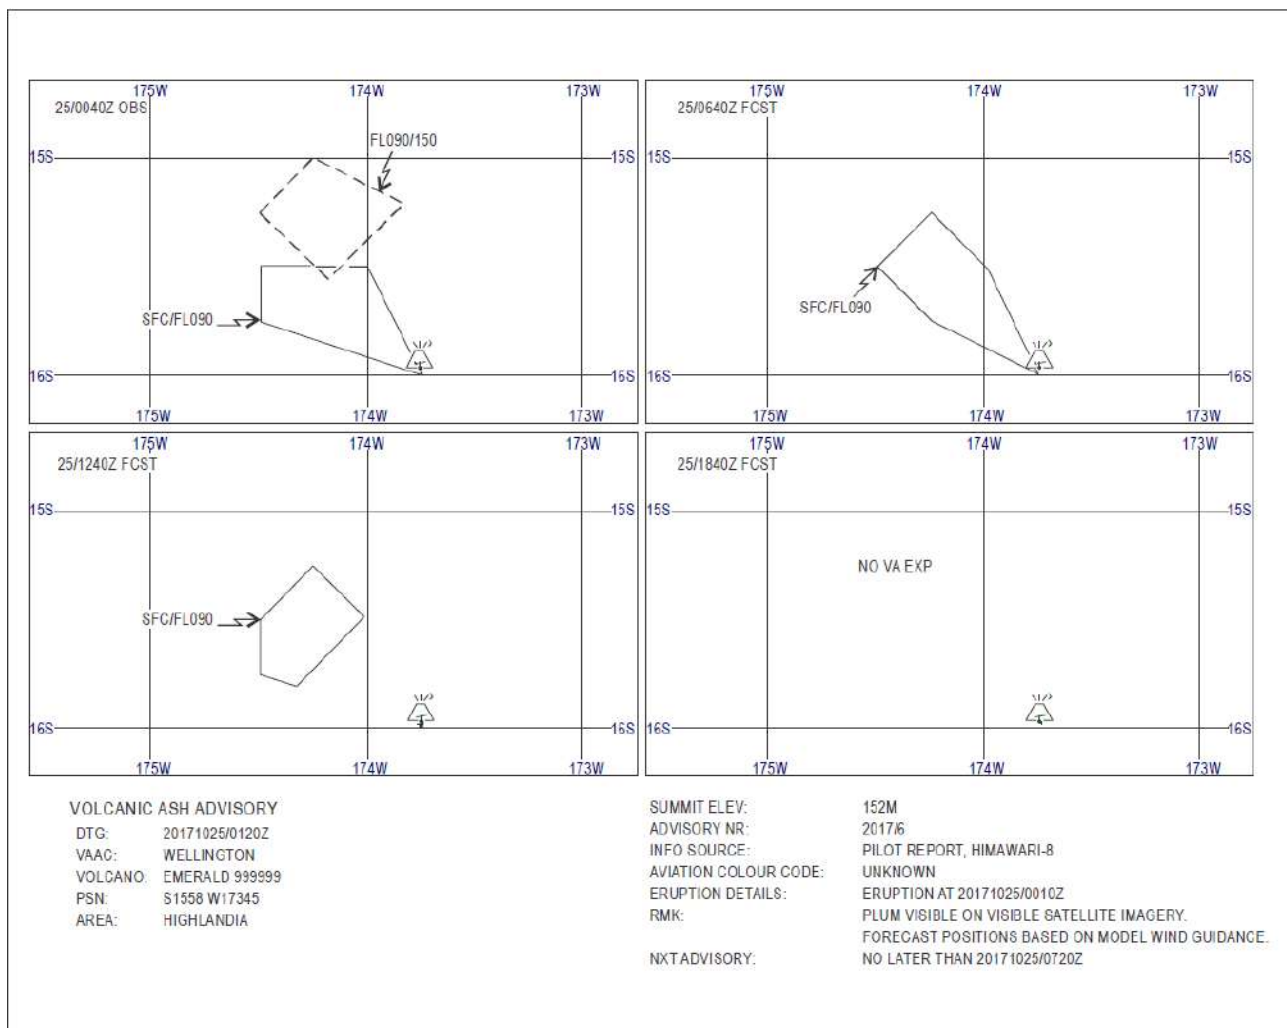 175W 174W 173W
25/0040Z OBS
FL090/150
15S 15S
SFC/FL090
16S 16S
175W 174W 173W
175W 174W 173W
25/0640Z FCST
15S 15S
SFC/FL090
16S 16S
175W 174W 173W
175W 174W 173W
25/1240Z FCST
15S 15S
SFC/FL090
16S 16S
175W 174W 173W
175W 174W 173W
25/1840Z FCST
15S 15S
NO VA EXP
16S 16S
175W 174W 173W
VOLCANIC ASH ADVISORY
DTG: 20171025/0120Z
VAAC: WELLINGTON
VOLCANO: EMERALD 999999
PSN: S1558 W17345
AREA: HIGHLANDIA
SUMMIT ELEV: 152M
ADVISORY NR: 2017/6
INFO SOURCE: PILOT REPORT, HIMAWARI-8
AVIATION COLOUR CODE: UNKNOWN
ERUPTION DETAILS: ERUPTION AT 20171025/0010Z
RMK: PLUM VISIBLE ON VISIBLE SATELLITE IMAGERY.
FORECAST POSITIONS BASED ON MODEL WIND GUIDANCE.
NXT ADVISORY: NO LATER THAN 20171025/0720Z